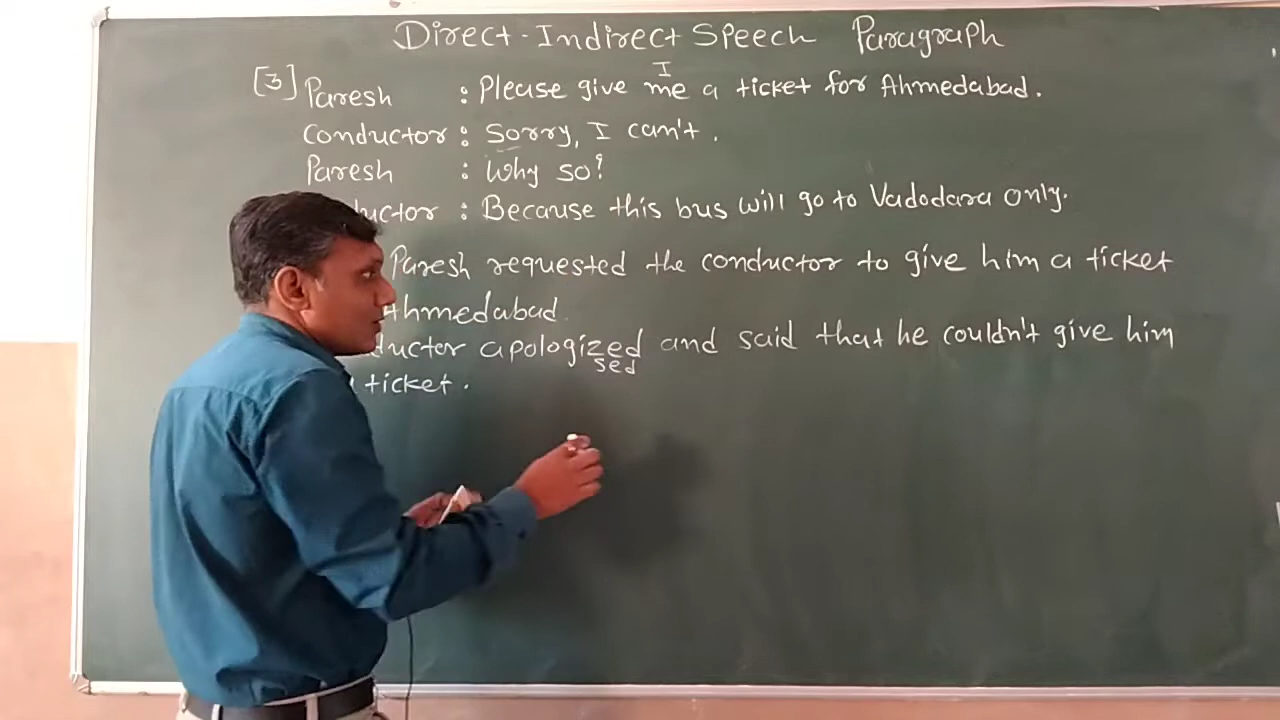 Direct-Indirect Speech Paragraph
[3] Paresh : Please give me a ticket for Ahmedabad.
I
Conductor : Sorry, I can't.
Paresh : Why so?
ductor : Because this bus will go to Vadodara only.
Paresh requested the conductor to give him a ticket
Ahmedabad.
ductor apologized and said that he couldn't give him
sed
ticket.